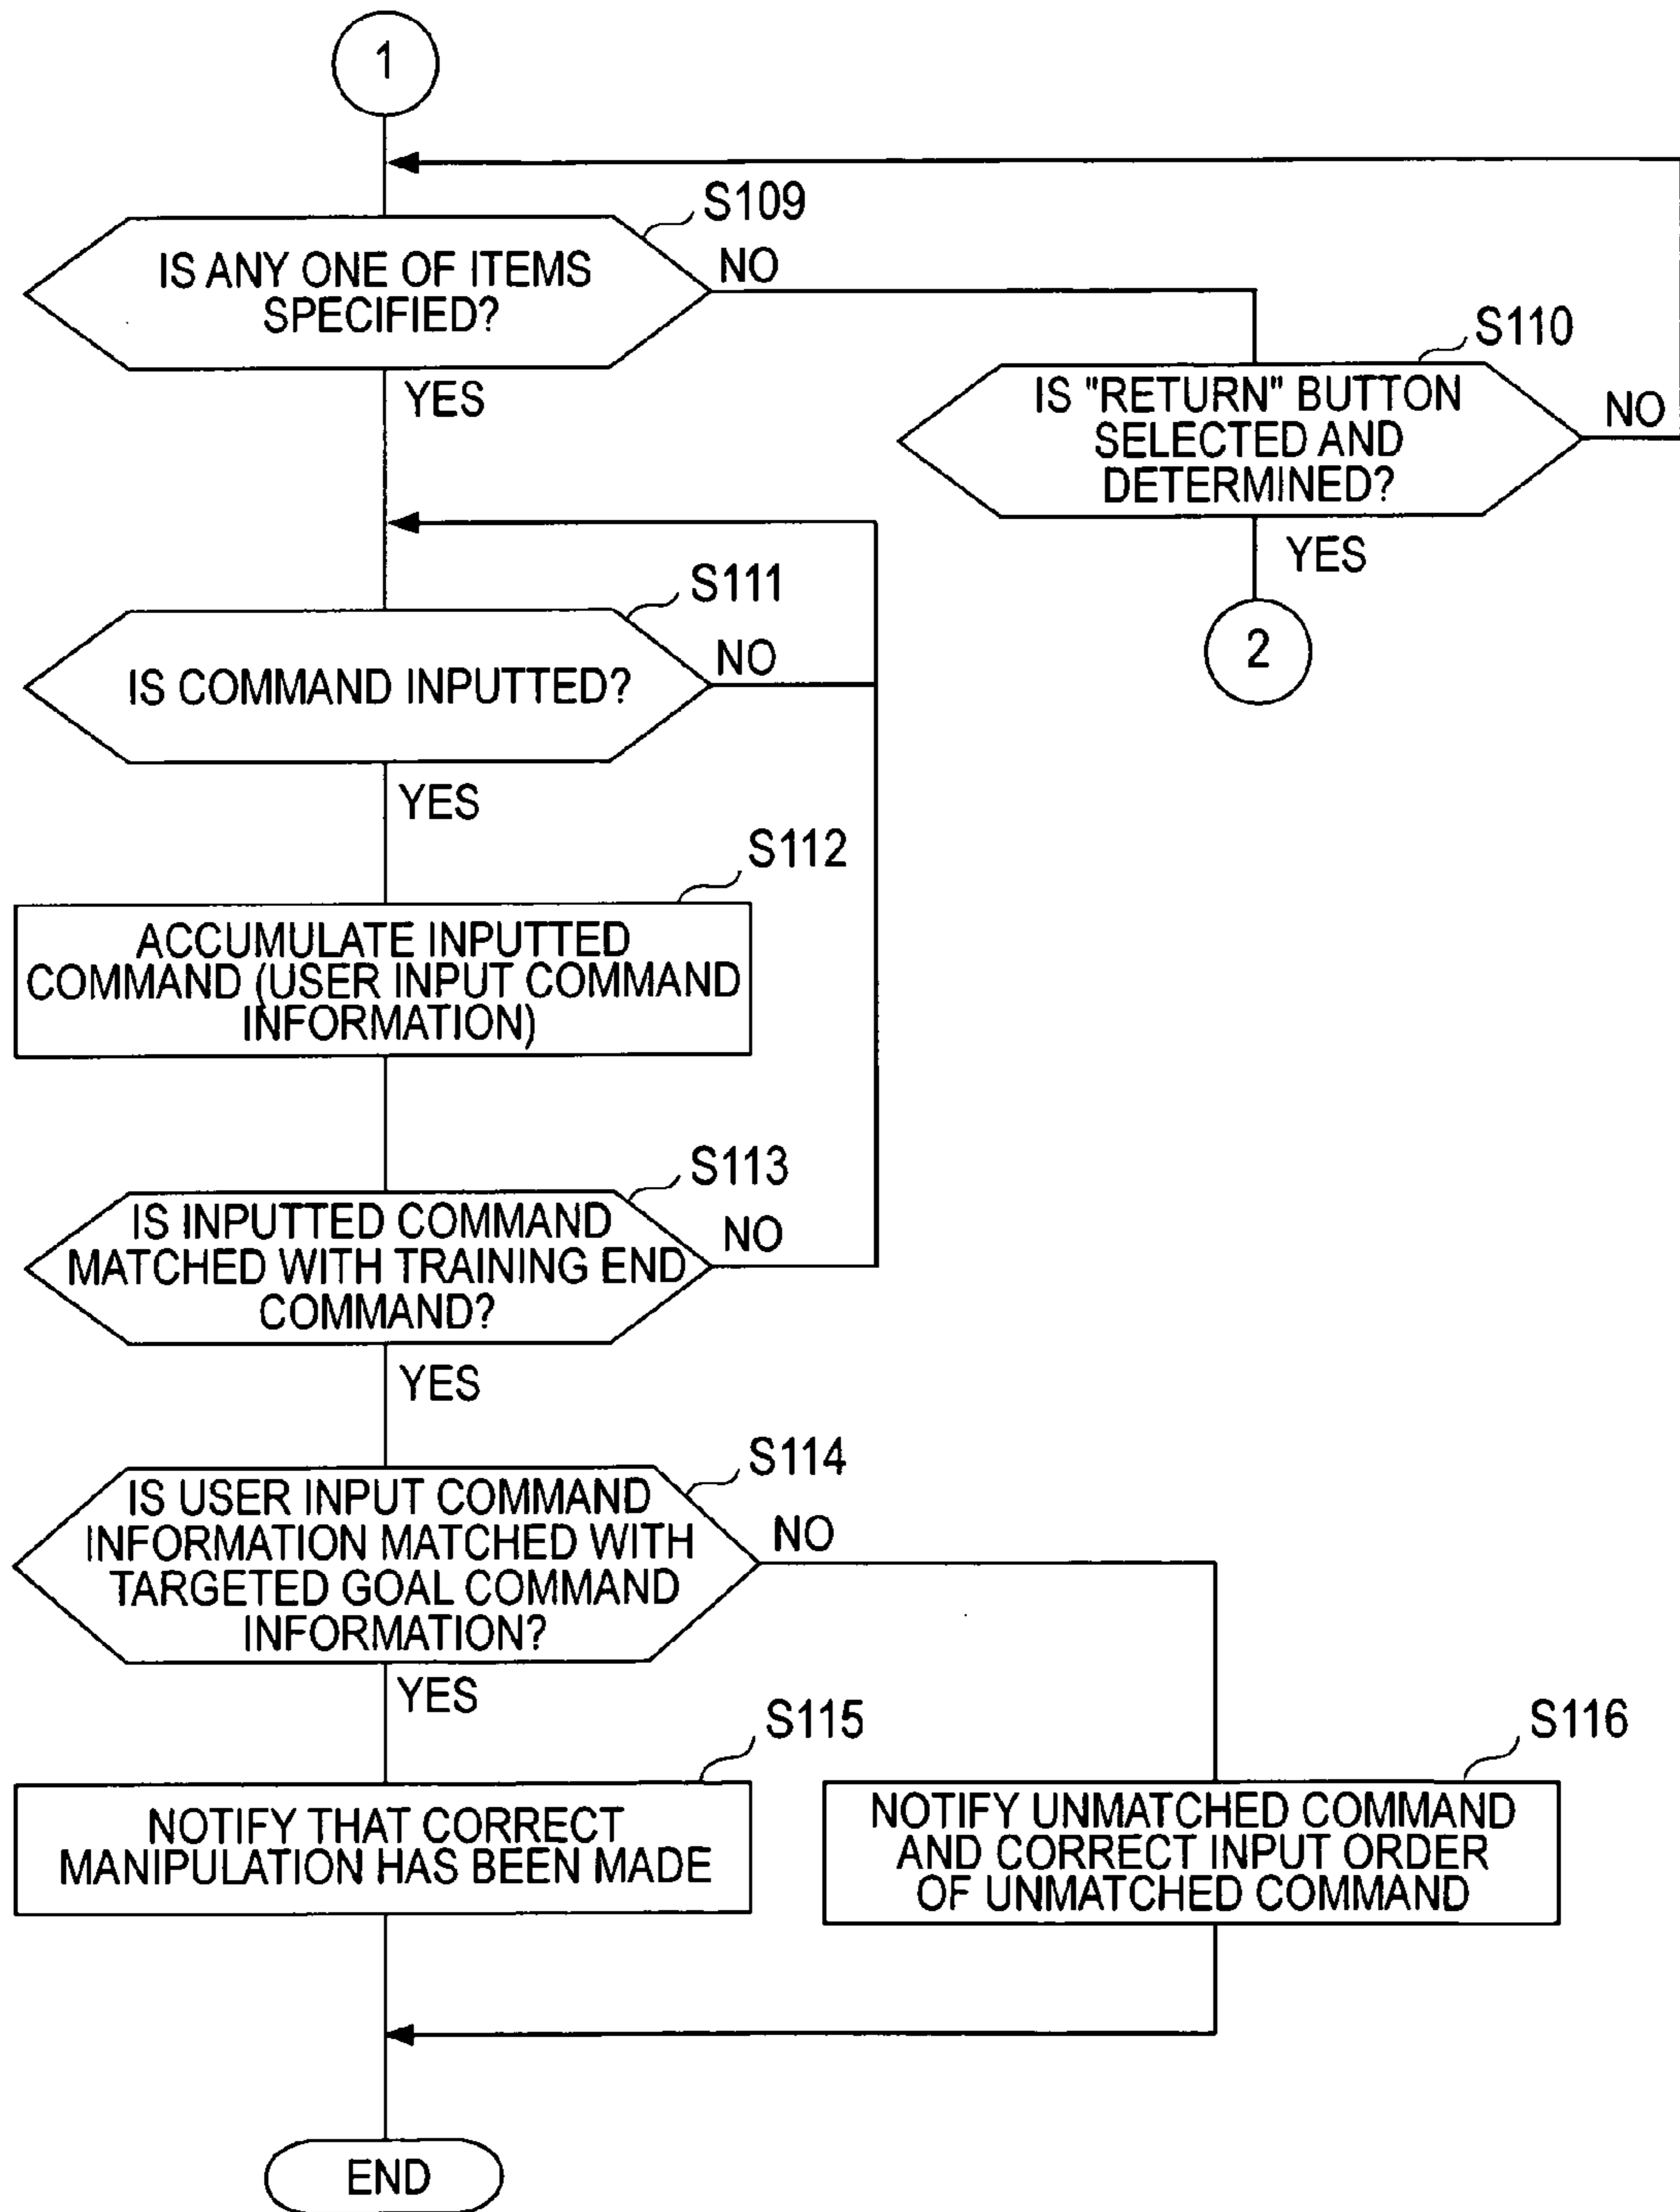 1
S109
IS ANY ONE OF ITEMS
SPECIFIED?
NO
YES
S110
IS "RETURN" BUTTON
SELECTED AND
DETERMINED?
NO
YES
2
S111
IS COMMAND INPUTTED?
NO
YES
S112
ACCUMULATE INPUTTED
COMMAND (USER INPUT COMMAND
INFORMATION)
S113
IS INPUTTED COMMAND
MATCHED WITH TRAINING END
COMMAND?
NO
YES
S114
IS USER INPUT COMMAND
INFORMATION MATCHED WITH
TARGETED GOAL COMMAND
INFORMATION?
NO
YES
S115
NOTIFY THAT CORRECT
MANIPULATION HAS BEEN MADE
S116
NOTIFY UNMATCHED COMMAND
AND CORRECT INPUT ORDER
OF UNMATCHED COMMAND
END